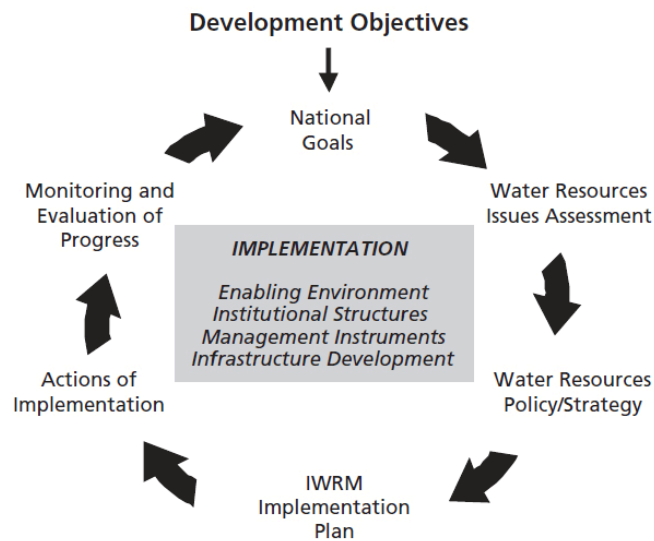 Development Objectives
National
Goals
Water Resources
Issues Assessment
Water Resources
Policy/Strategy
IWRM
Implementation
Plan
Actions of
Implementation
Monitoring and
Evaluation of
Progress
IMPLEMENTATION
Enabling Environment
Institutional Structures
Management Instruments
Infrastructure Development